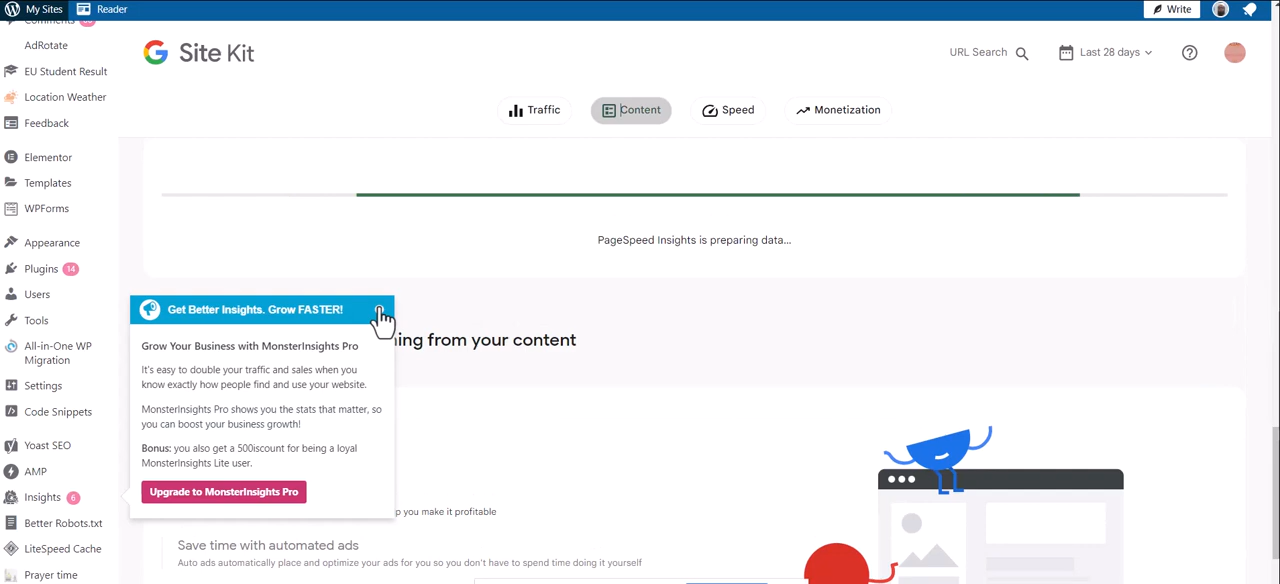 My Sites
Reader
Write
Comments
AdRotate
EU Student Result
Location Weather
Feedback
Elementor
Templates
WPForms
Appearance
Plugins 14
Users
Tools
All-in-One WP
Migration
Settings
Code Snippets
Yoast SEO
AMP
Insights 6
Better Robots.txt
LiteSpeed Cache
Prayer time
Site Kit
URL Search
Last 28 days
Traffic
Content
Speed
Monetization
PageSpeed Insights is preparing data...
Get Better Insights. Grow FASTER!
Grow Your Business with MonsterInsights Pro
It's easy to double your traffic and sales when you
know exactly how people find and use your website.
MonsterInsights Pro shows you the stats that matter, so
you can boost your business growth!
Bonus: you also get a 500iscount for being a loyal
MonsterInsights Lite user.
Upgrade to MonsterInsights Pro
ning from your content
p you make it profitable
Save time with automated ads
Auto ads automatically place and optimize your ads for you so you don't have to spend time doing it yourself